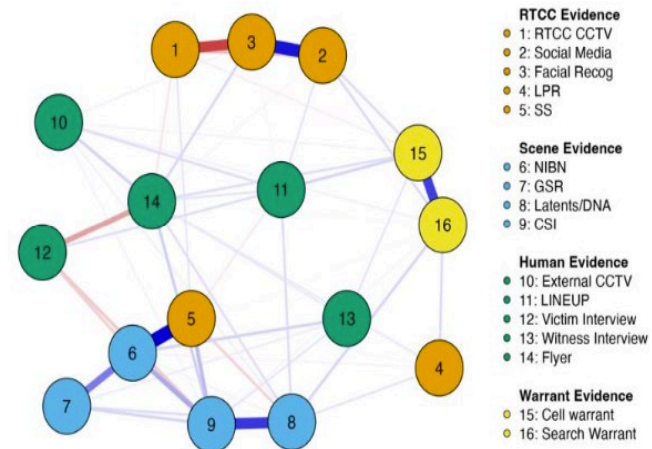 1
3
2
10
15
14
11
16
12
5
13
6
4
7
9
8
RTCC Evidence
1: RTCC CCTV
2: Social Media
3: Facial Recog
4: LPR
5: SS
Scene Evidence
6: NIBN
7: GSR
8: Latents/DNA
9: CSI
Human Evidence
10: External CCTV
11: LINEUP
12: Victim Interview
13: Witness Interview
14: Flyer
Warrant Evidence
15: Cell warrant
16: Search Warrant